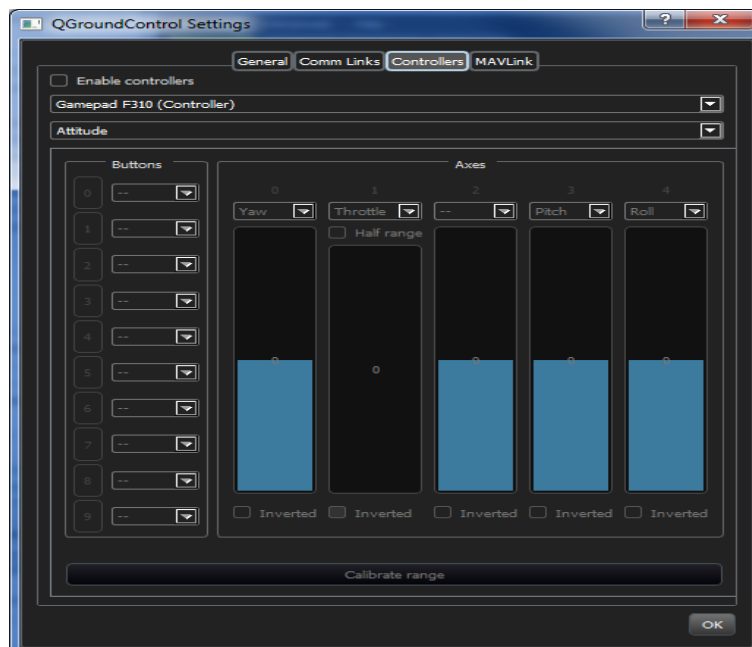 QGroundControl Settings
?
General Comm Links Controllers MAVLink
Enable controllers
Gamepad F310 (Controller)
Attitude
Buttons
Axes
0 --
1 --
2 --
3 --
4 --
5 --
6 --
7 --
8 --
9 --
0 1 2 3 4
Yaw Throttle -- Pitch Roll
Half range
0 0 0 0 0
Inverted Inverted Inverted Inverted Inverted
Calibrate range
OK